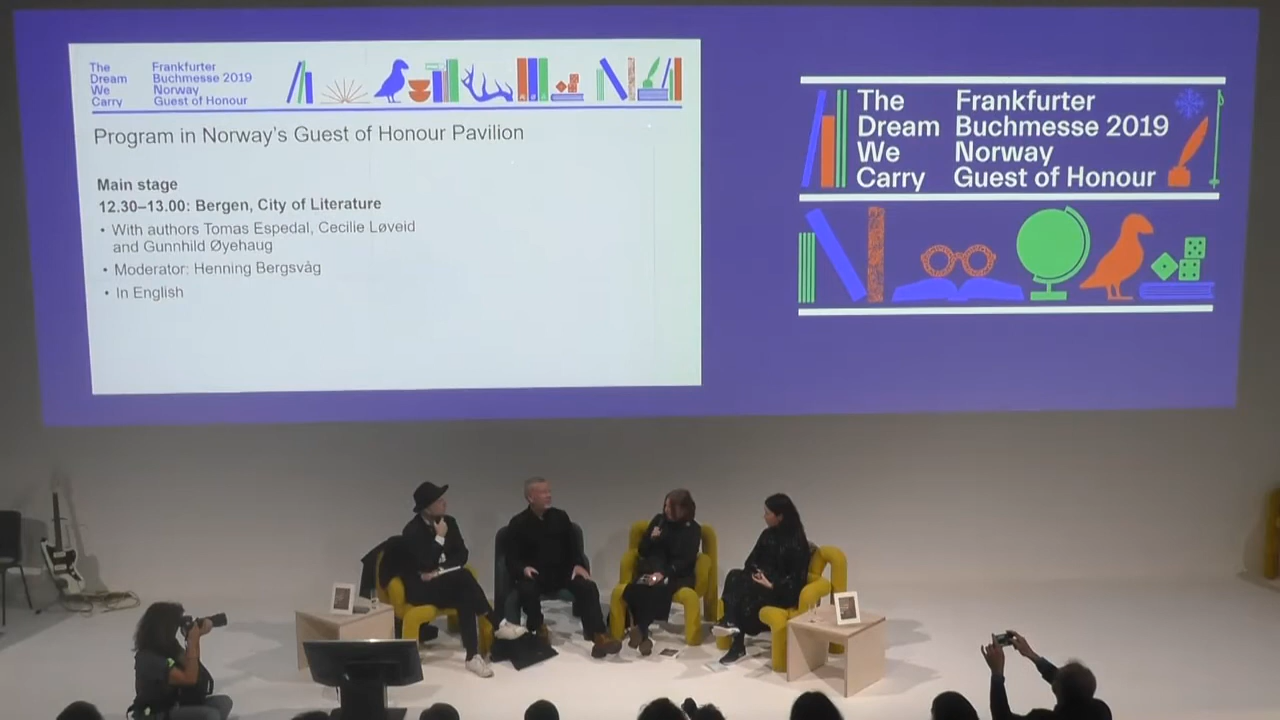 The Dream We Carry
Frankfurter Buchmesse 2019 Norway Guest of Honour
Program in Norway's Guest of Honour Pavilion
Main stage
12.30–13.00: Bergen, City of Literature
• With authors Tomas Espedal, Cecilie Løveid
and Gunnhild Øyehaug
• Moderator: Henning Bergsvåg
• In English
The
Dream
We
Carry
Frankfurter
Buchmesse 2019
Norway
Guest of Honour